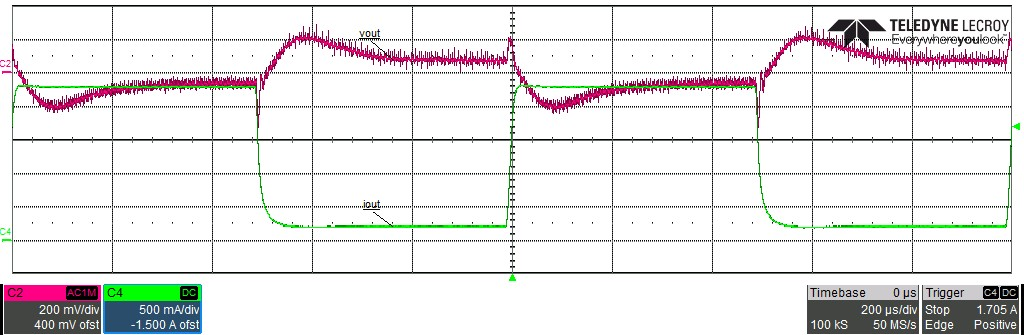 vout
TELEDYNE LECROY
Everywhereyoulook
C2
iout
C4
C2 AC1M
200 mV/div
400 mV ofst
C4 DC
500 mA/div
-1.500 A ofst
Timebase 0 µs
200 µs/div
100 kS 50 MS/s
Trigger C4 DC
Stop 1.705 A
Edge Positive